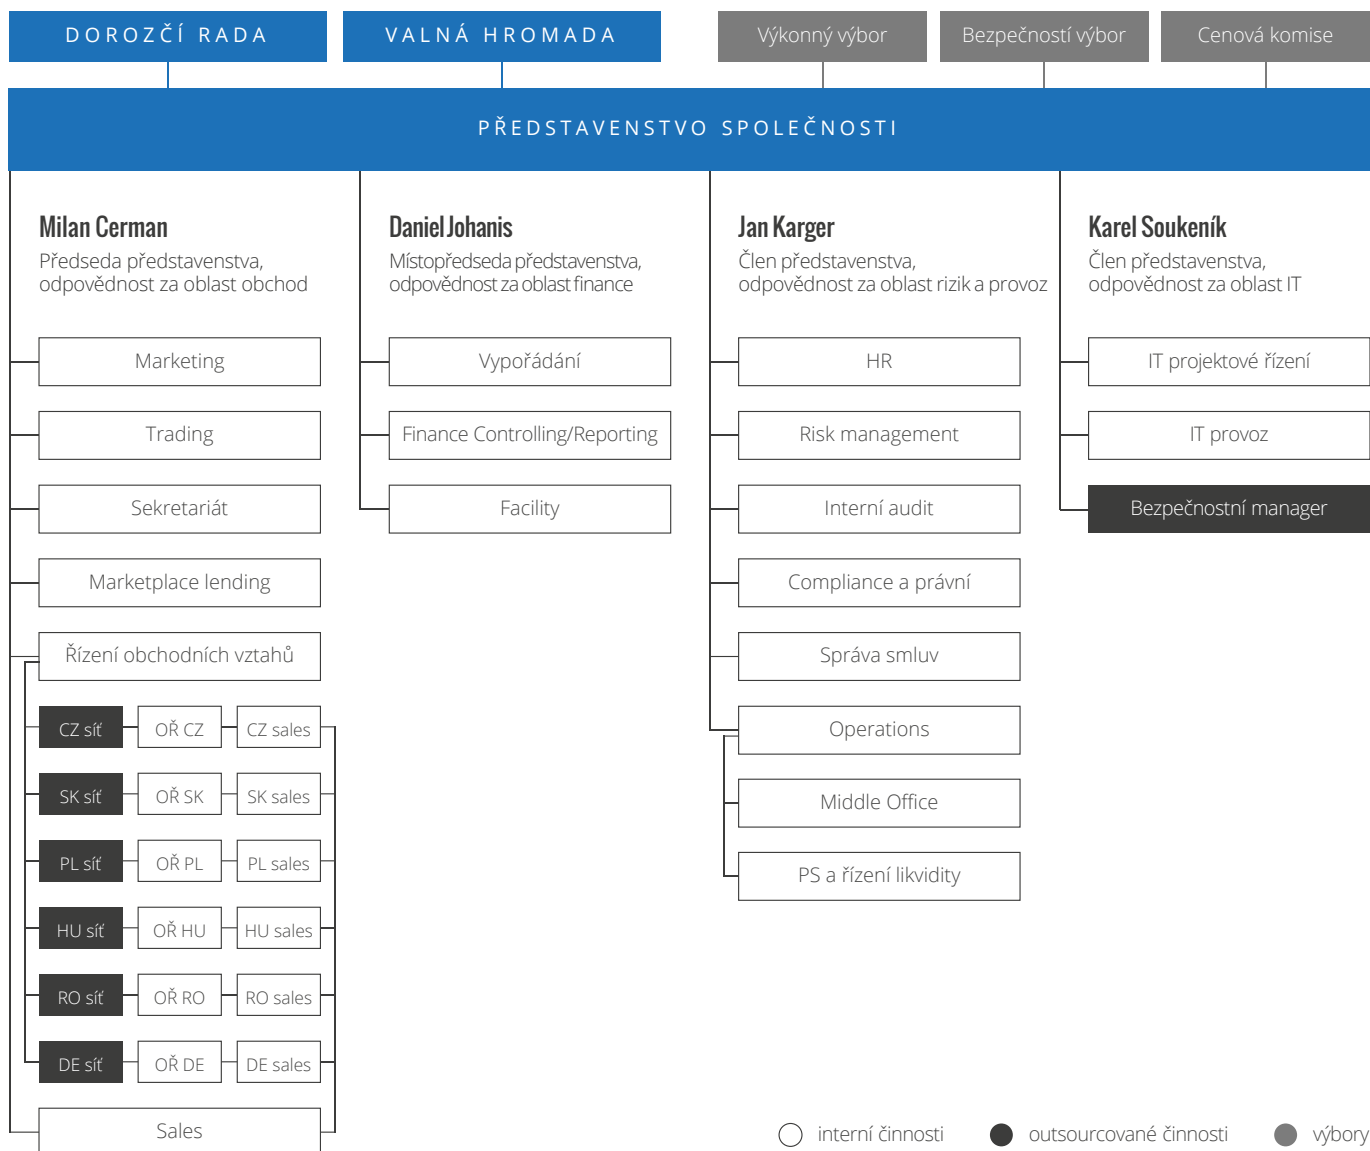 DOROZČÍ RADA
VALNÁ HROMADA
Výkonný výbor
Bezpečností výbor
Cenová komise
PŘEDSTAVENSTVO SPOLEČNOSTI
Milan Cerman
Předseda představenstva,
odpovědnost za oblast obchod
Marketing
Trading
Sekretariát
Marketplace lending
Řízení obchodních vztahů
CZ síť
OŘ CZ
CZ sales
SK síť
OŘ SK
SK sales
PL síť
OŘ PL
PL sales
HU síť
OŘ HU
HU sales
RO síť
OŘ RO
RO sales
DE síť
OŘ DE
DE sales
Sales
Daniel Johanis
Místopředseda představenstva,
odpovědnost za oblast finance
Vypořádání
Finance Controlling/Reporting
Facility
Jan Karger
Člen představenstva,
odpovědnost za oblast rizik a provoz
HR
Risk management
Interní audit
Compliance a právní
Správa smluv
Operations
Middle Office
PS a řízení likvidity
Karel Soukeník
Člen představenstva,
odpovědnost za oblast IT
IT projektové řízení
IT provoz
Bezpečnostní manager
interní činnosti
outsourcované činnosti
výbory